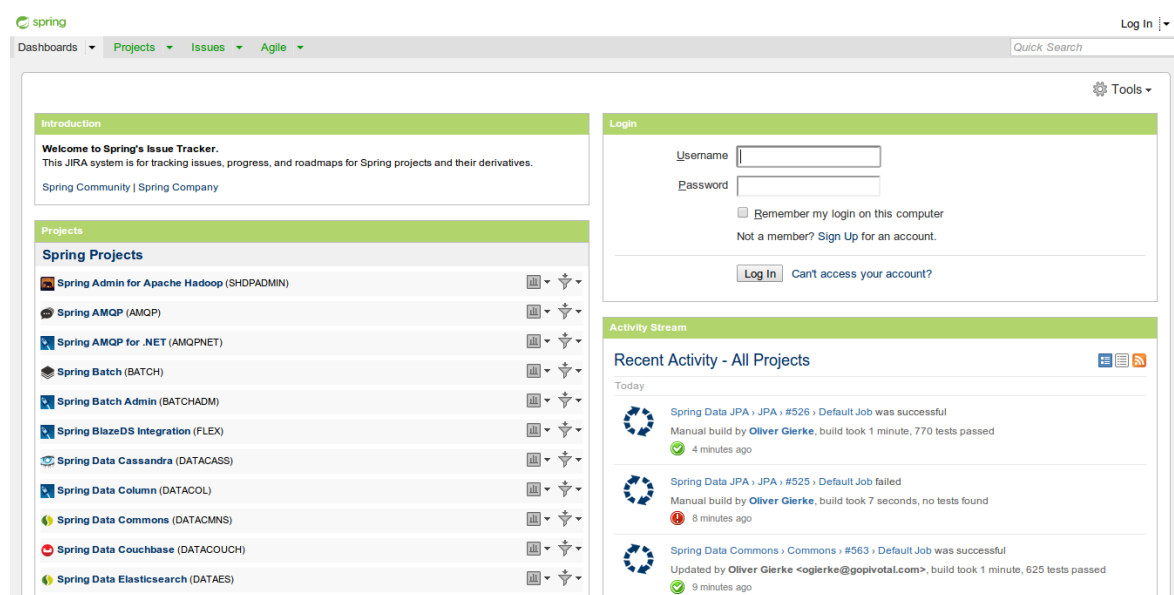 spring
Log In
Dashboards Projects Issues Agile
Quick Search
Tools
Introduction
Welcome to Spring's Issue Tracker.
This JIRA system is for tracking issues, progress, and roadmaps for Spring projects and their derivatives.
Spring Community | Spring Company
Projects
Spring Projects
Spring Admin for Apache Hadoop (SHDPADMIN)
Spring AMQP (AMQP)
Spring AMQP for .NET (AMQPNET)
Spring Batch (BATCH)
Spring Batch Admin (BATCHADM)
Spring BlazeDS Integration (FLEX)
Spring Data Cassandra (DATACASS)
Spring Data Column (DATACOL)
Spring Data Commons (DATACMNS)
Spring Data Couchbase (DATACOUCH)
Spring Data Elasticsearch (DATAES)
Login
Username
Password
Remember my login on this computer
Not a member? Sign Up for an account.
Log In Can't access your account?
Activity Stream
Recent Activity - All Projects
Today
Spring Data JPA › JPA › #526 › Default Job was successful
Manual build by Oliver Gierke, build took 1 minute, 770 tests passed
4 minutes ago
Spring Data JPA › JPA › #525 › Default Job failed
Manual build by Oliver Gierke, build took 7 seconds, no tests found
8 minutes ago
Spring Data Commons › Commons › #563 › Default Job was successful
Updated by Oliver Gierke <ogierke@gopivotal.com>, build took 1 minute, 625 tests passed
9 minutes ago